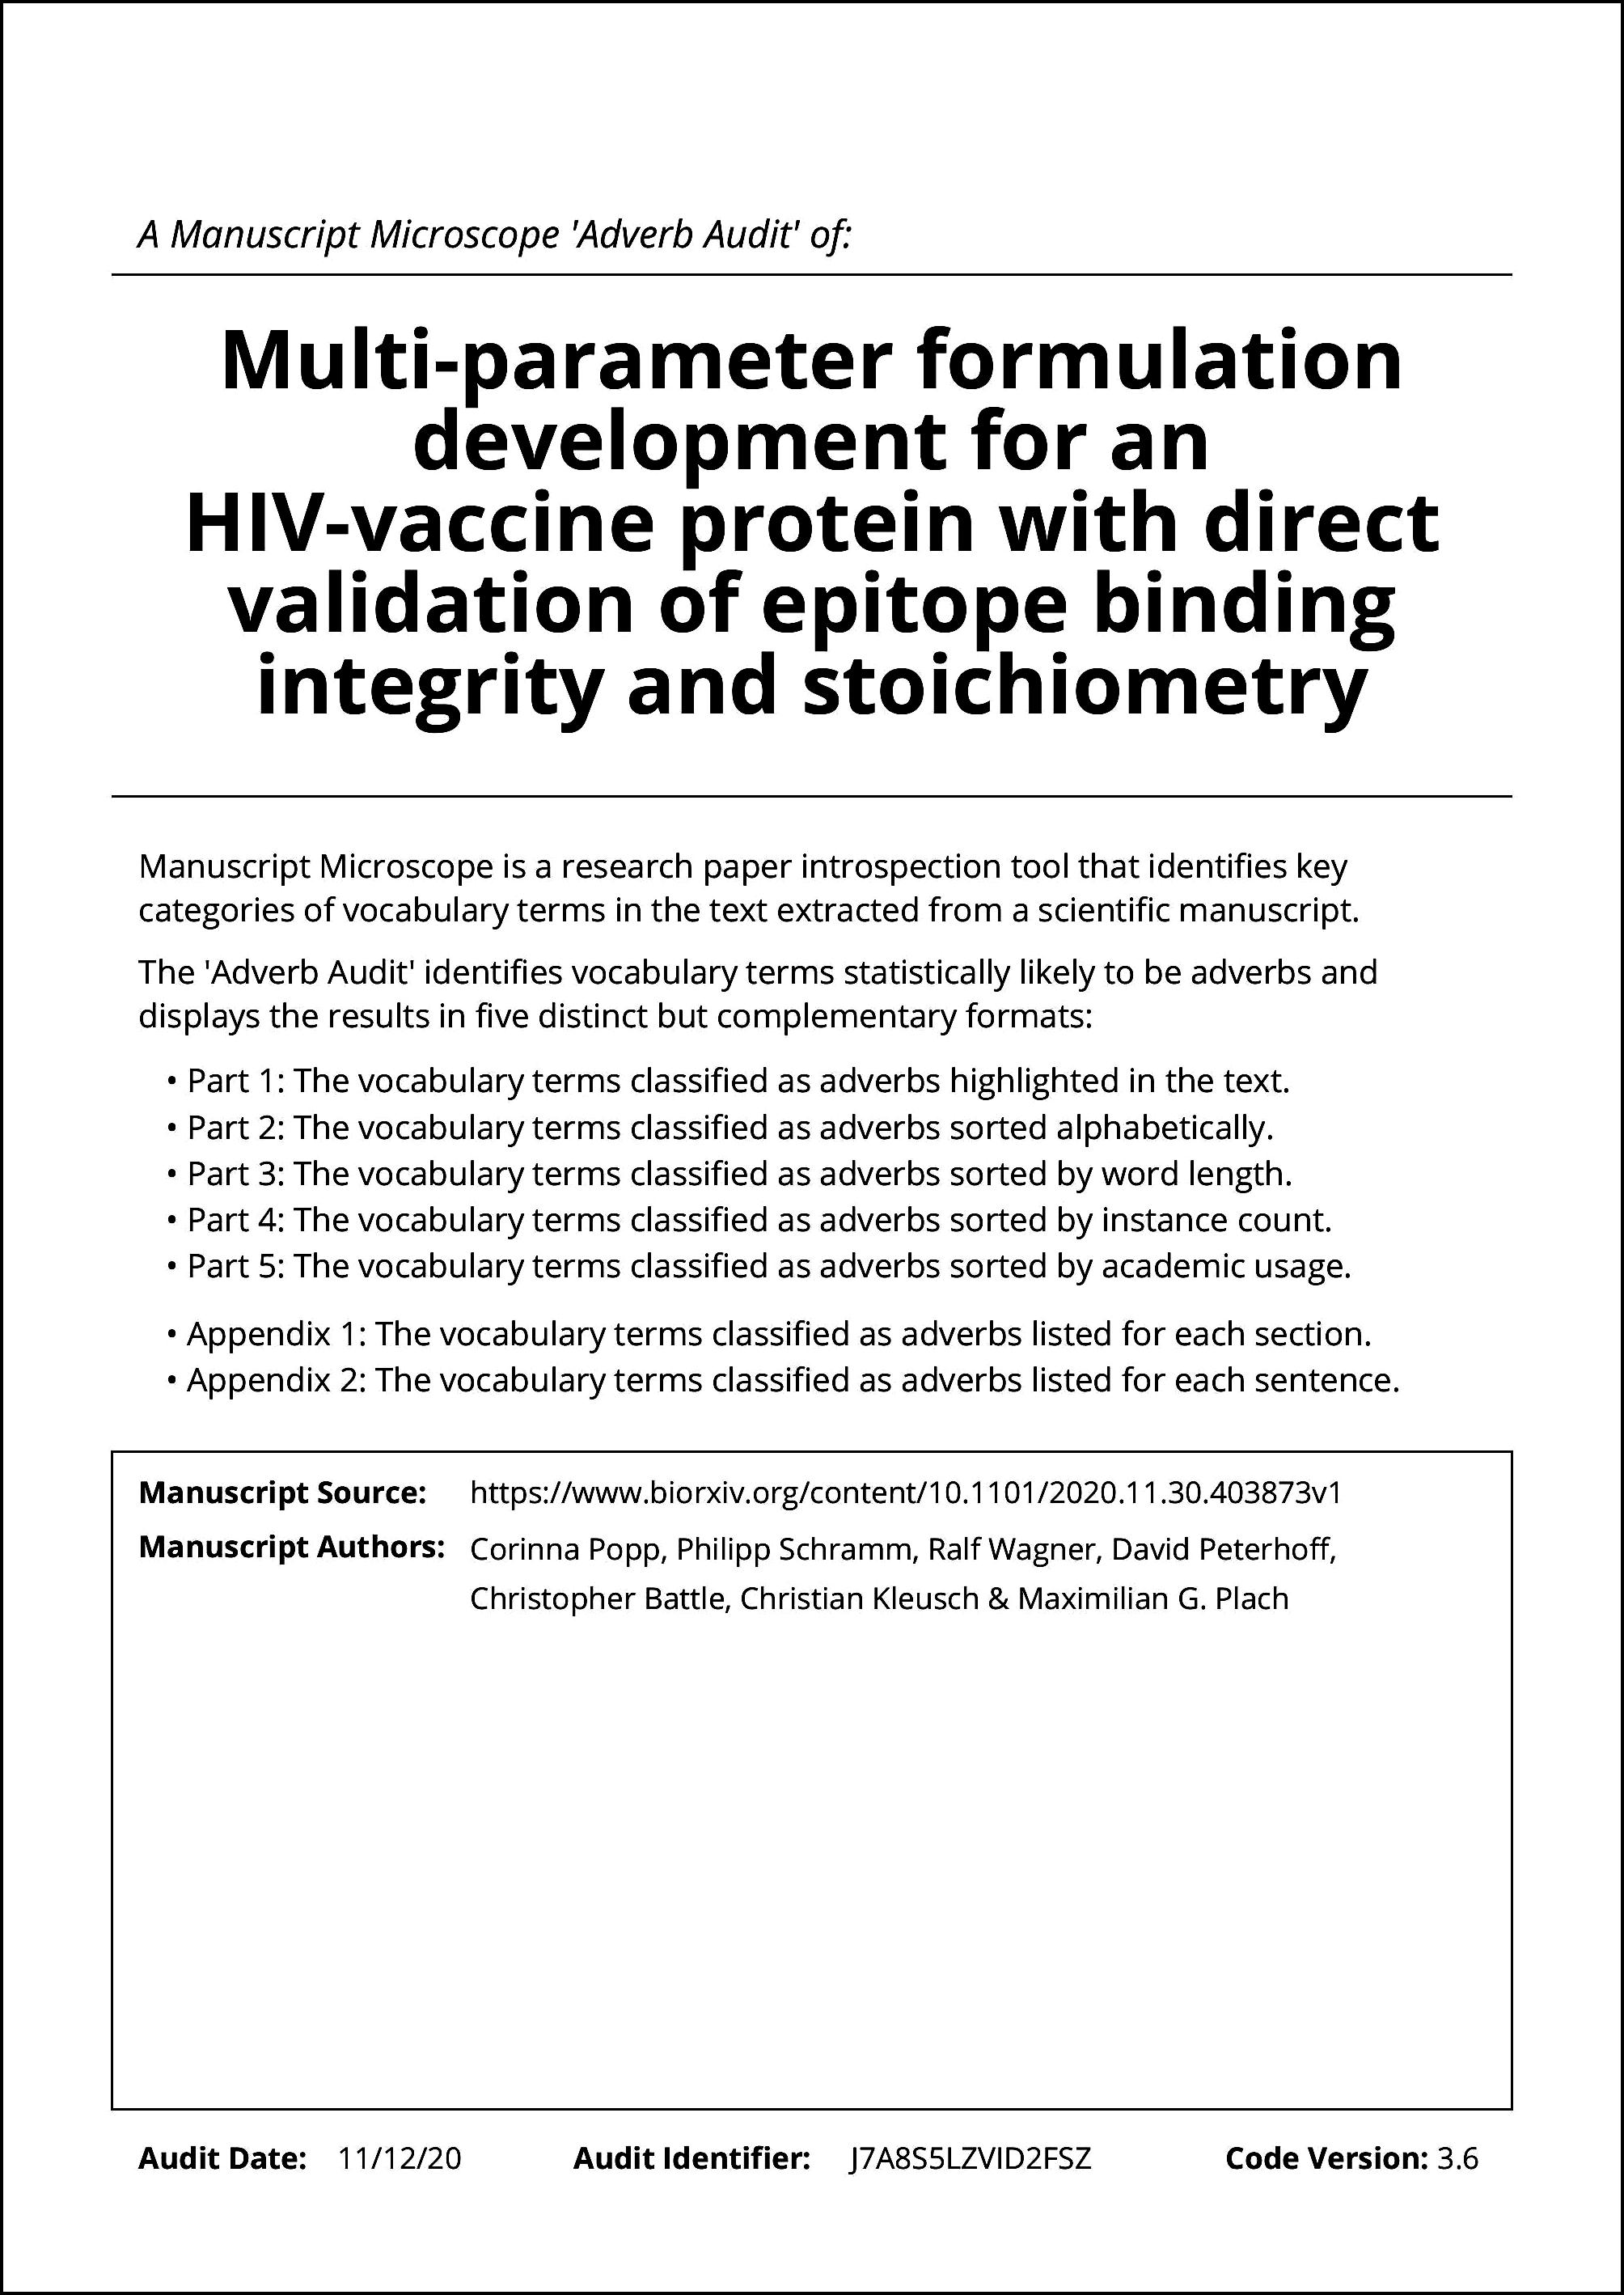 A Manuscript Microscope 'Adverb Audit' of:
Multi-parameter formulation
development for an
HIV-vaccine protein with direct
validation of epitope binding
integrity and stoichiometry
Manuscript Microscope is a research paper introspection tool that identifies key
categories of vocabulary terms in the text extracted from a scientific manuscript.
The 'Adverb Audit' identifies vocabulary terms statistically likely to be adverbs and
displays the results in five distinct but complementary formats:
• Part 1: The vocabulary terms classified as adverbs highlighted in the text.
• Part 2: The vocabulary terms classified as adverbs sorted alphabetically.
• Part 3: The vocabulary terms classified as adverbs sorted by word length.
• Part 4: The vocabulary terms classified as adverbs sorted by instance count.
• Part 5: The vocabulary terms classified as adverbs sorted by academic usage.
• Appendix 1: The vocabulary terms classified as adverbs listed for each section.
• Appendix 2: The vocabulary terms classified as adverbs listed for each sentence.
Manuscript Source: https://www.biorxiv.org/content/10.1101/2020.11.30.403873v1
Manuscript Authors: Corinna Popp, Philipp Schramm, Ralf Wagner, David Peterhoff,
Christopher Battle, Christian Kleusch & Maximilian G. Plach
Audit Date: 11/12/20 Audit Identifier: J7A8S5LZVID2FSZ Code Version: 3.6